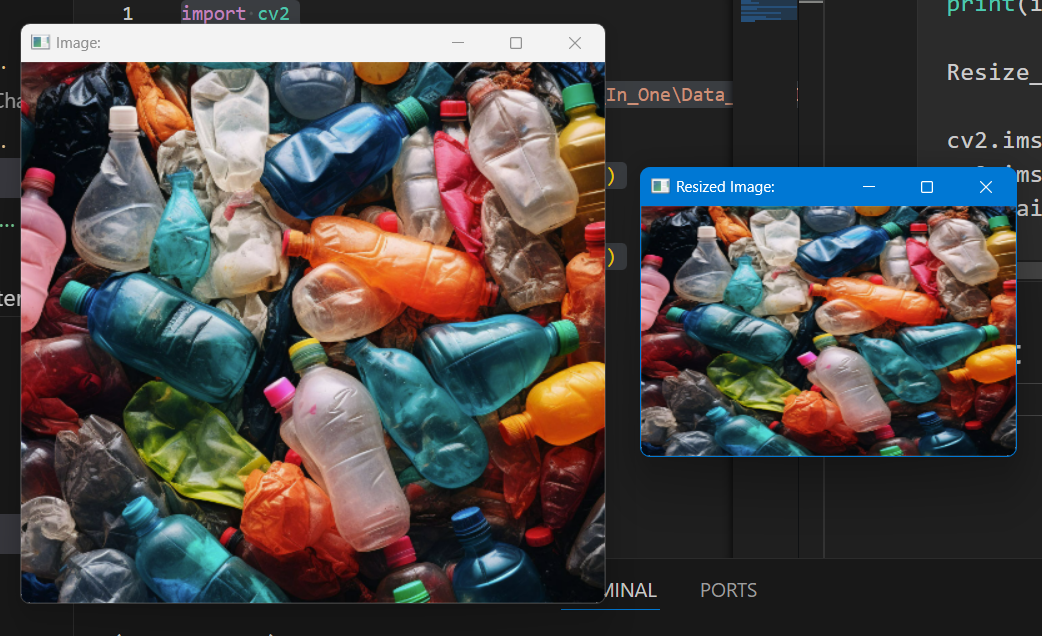 1 import cv2
print(i
Image:
Cha
In_One\Data_
Resize_
)
cv2.ims
ims
Resized Image:
ai
...
)
ter
MINAL PORTS